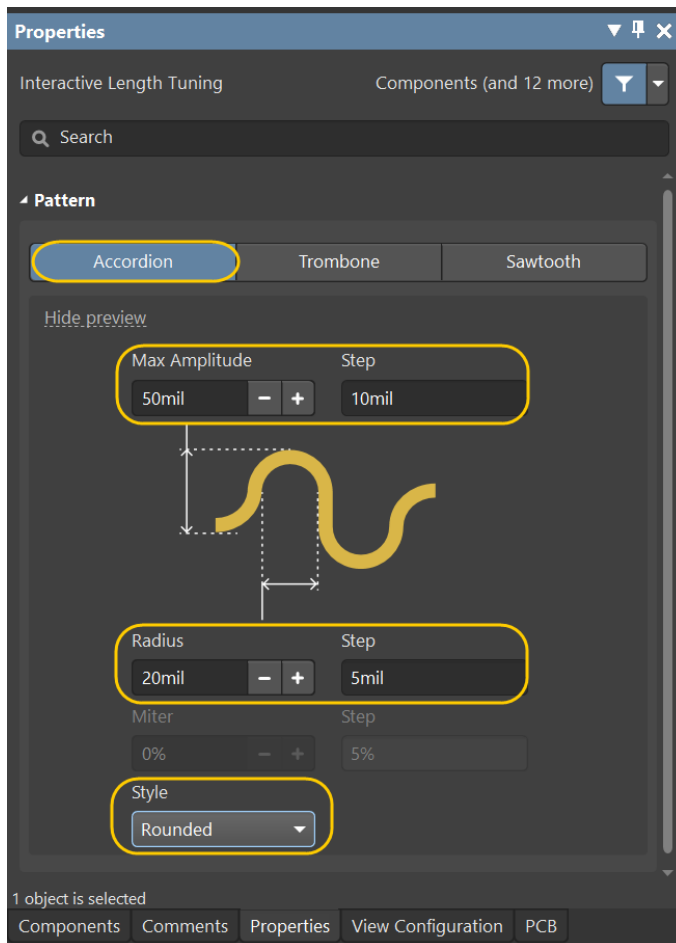 Properties
Interactive Length Tuning Components (and 12 more)
Search
Pattern
Accordion Trombone Sawtooth
Hide preview
Max Amplitude Step
50mil 10mil
Radius Step
20mil 5mil
Miter Step
0% 5%
Style
Rounded
1 object is selected
Components Comments Properties View Configuration PCB